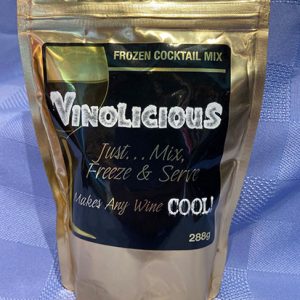 FROZEN COCKTAIL MIX
VINOLICIOUS
Just...Mix,
Freeze & Serve
Makes Any Wine COOL!
288g